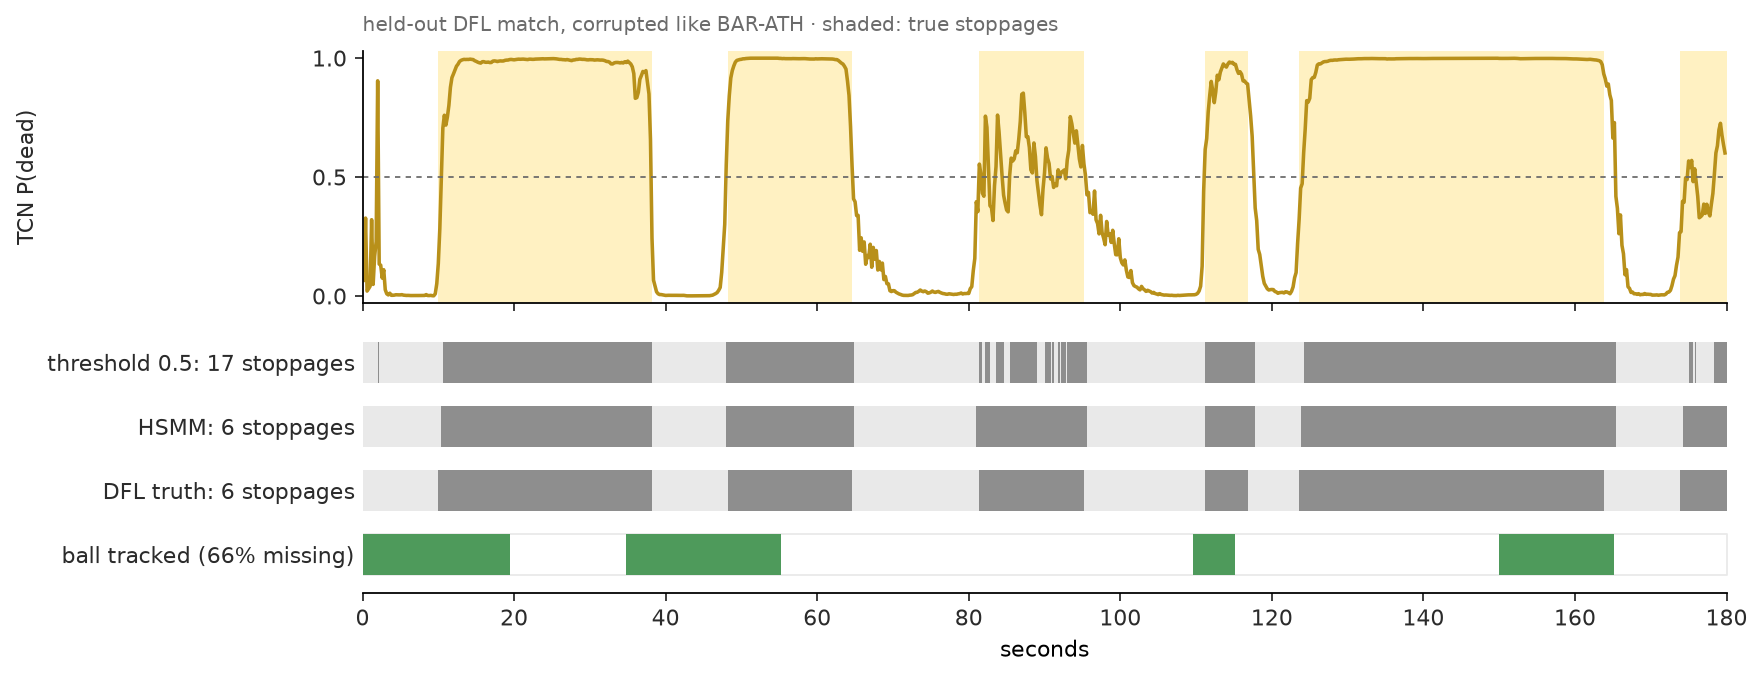 held-out DFL match, corrupted like BAR-ATH · shaded: true stoppages
TCN P(dead)
1.0
0.5
0.0
threshold 0.5: 17 stoppages
HSMM: 6 stoppages
DFL truth: 6 stoppages
ball tracked (66% missing)
0 20 40 60 80 100 120 140 160 180
seconds